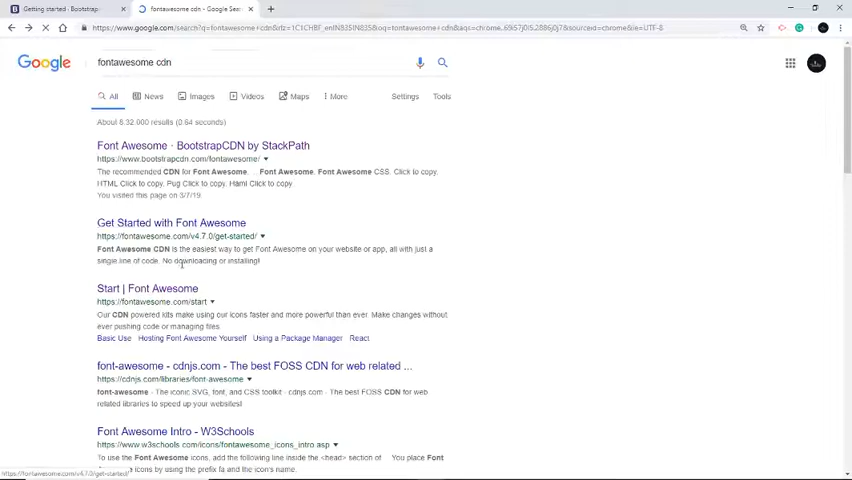 Getting started · Bootstrap
fontawesome cdn - Google Sea
https://www.google.com/search?q=fontawesome+cdn&rlz=1C1CHBF_enIN835IN835&oq=fontawesome+cdn&aqs=chrome..69i57j0l5.2886j0j7&sourceid=chrome&ie=UTF-8
Google
fontawesome cdn
All News Images Videos Maps More Settings Tools
About 8,32,000 results (0.64 seconds)
Font Awesome · BootstrapCDN by StackPath
https://www.bootstrapcdn.com/fontawesome/
The recommended CDN for Font Awesome. ... Font Awesome. Font Awesome CSS. Click to copy.
HTML Click to copy. Pug Click to copy. Haml Click to copy
You visited this page on 3/7/19.
Get Started with Font Awesome
https://fontawesome.com/v4.7.0/get-started/
Font Awesome CDN is the easiest way to get Font Awesome on your website or app, all with just a
single line of code. No downloading or installing!
Start | Font Awesome
https://fontawesome.com/start
Our CDN powered kits make using our icons faster and more powerful than ever. Make changes without
ever pushing code or managing files.
Basic Use · Hosting Font Awesome Yourself · Using a Package Manager · React
font-awesome - cdnjs.com - The best FOSS CDN for web related ...
https://cdnjs.com/libraries/font-awesome
font-awesome - The iconic SVG, font, and CSS toolkit - cdnjs.com - The best FOSS CDN for web
related libraries to speed up your websites!
Font Awesome Intro - W3Schools
https://www.w3schools.com/icons/fontawesome_icons_intro.asp
To use the Font Awesome icons, add the following line inside the <head> section of You place Font
icons by using the prefix fa and the icon's name.
https://fontawesome.com/v4.7.0/get-started/